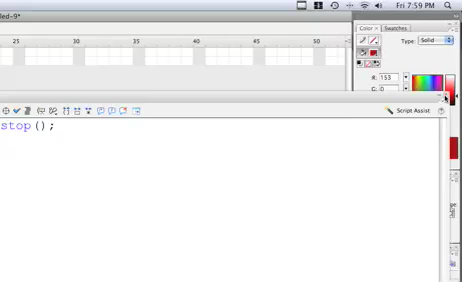 Fri 7:59 PM
led-9*
Color × Swatches
25 30 35 40 45 50
Type: Solid
R: 153
G: 0
Script Assist
stop();